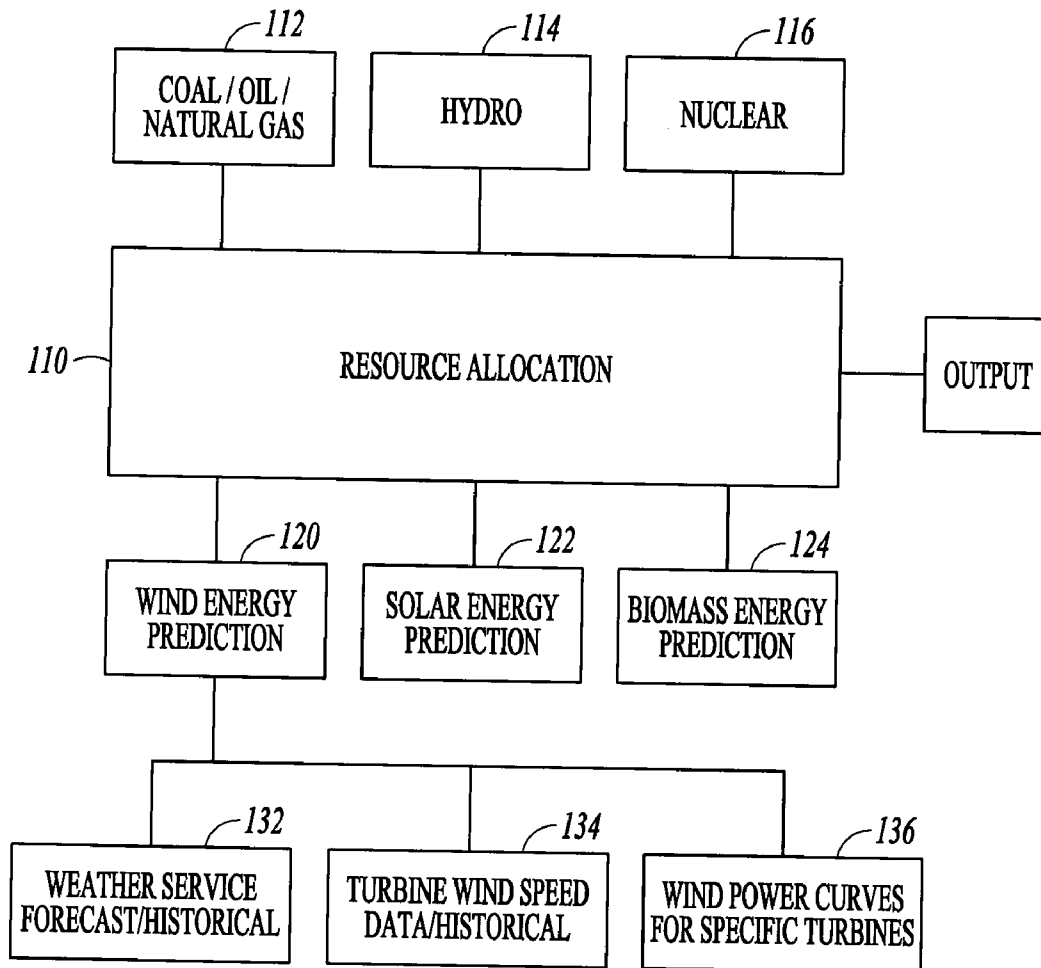 112
114
116
COAL / OIL /
NATURAL GAS
HYDRO
NUCLEAR
110
RESOURCE ALLOCATION
OUTPUT
120
122
124
WIND ENERGY
PREDICTION
SOLAR ENERGY
PREDICTION
BIOMASS ENERGY
PREDICTION
132
134
136
WEATHER SERVICE
FORECAST/HISTORICAL
TURBINE WIND SPEED
DATA/HISTORICAL
WIND POWER CURVES
FOR SPECIFIC TURBINES